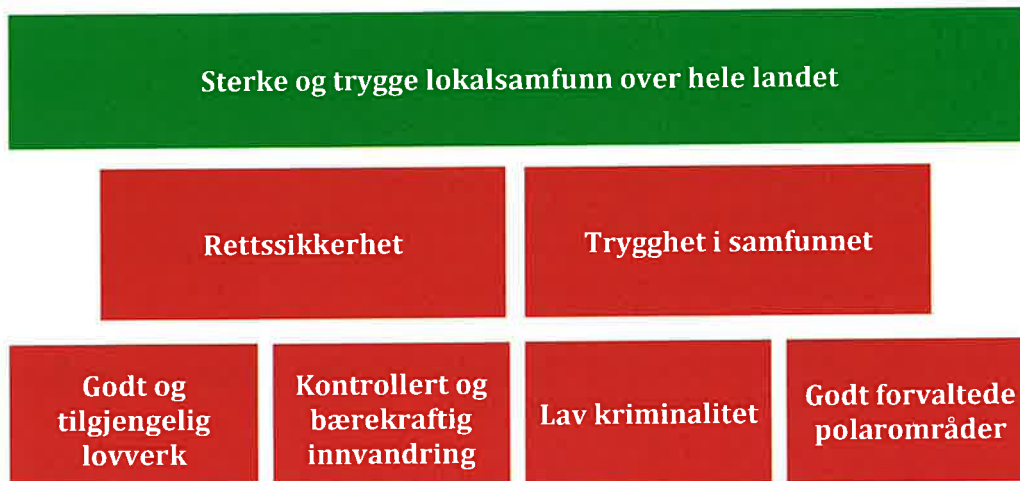 Sterke og trygge lokalsamfunn over hele landet
Rettssikkerhet
Trygghet i samfunnet
Godt og
tilgjengelig
lovverk
Kontrollert og
bærekraftig
innvandring
Lav kriminalitet
Godt forvaltede
polarområder